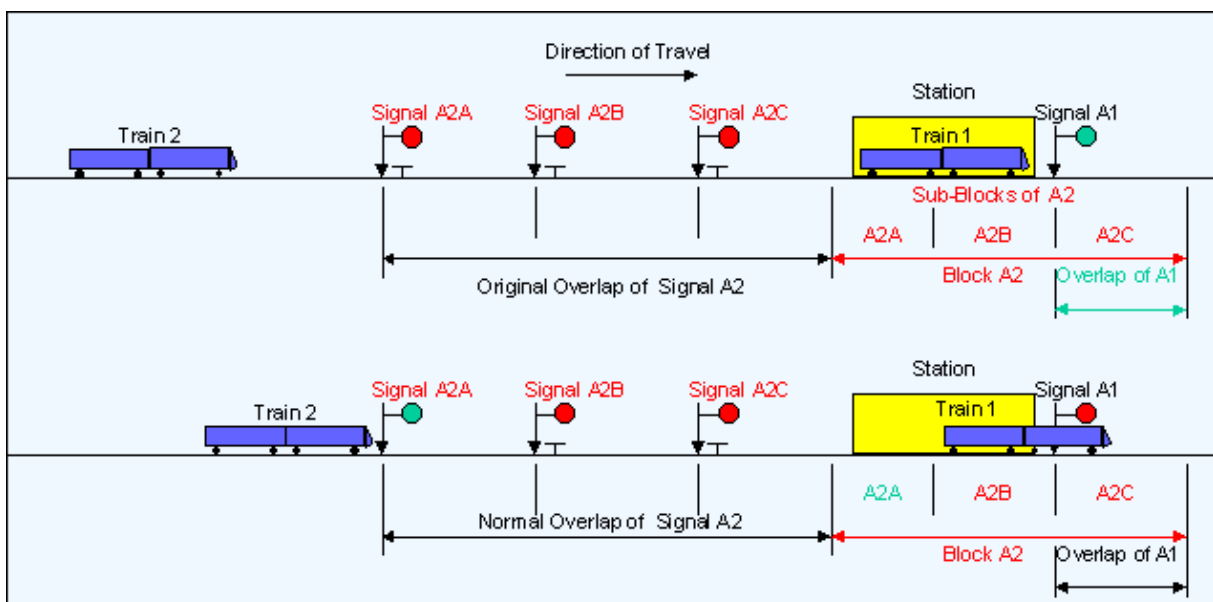 Direction of Travel
Station
Signal A2A Signal A2B Signal A2C Signal A1
Train 2 Train 1
Sub-Blocks of A2
A2A A2B A2C
Original Overlap of Signal A2 Block A2 Overlap of A1
Station
Signal A2A Signal A2B Signal A2C Signal A1
Train 2 Train 1
A2A A2B A2C
Normal Overlap of Signal A2
Block A2 Overlap of A1